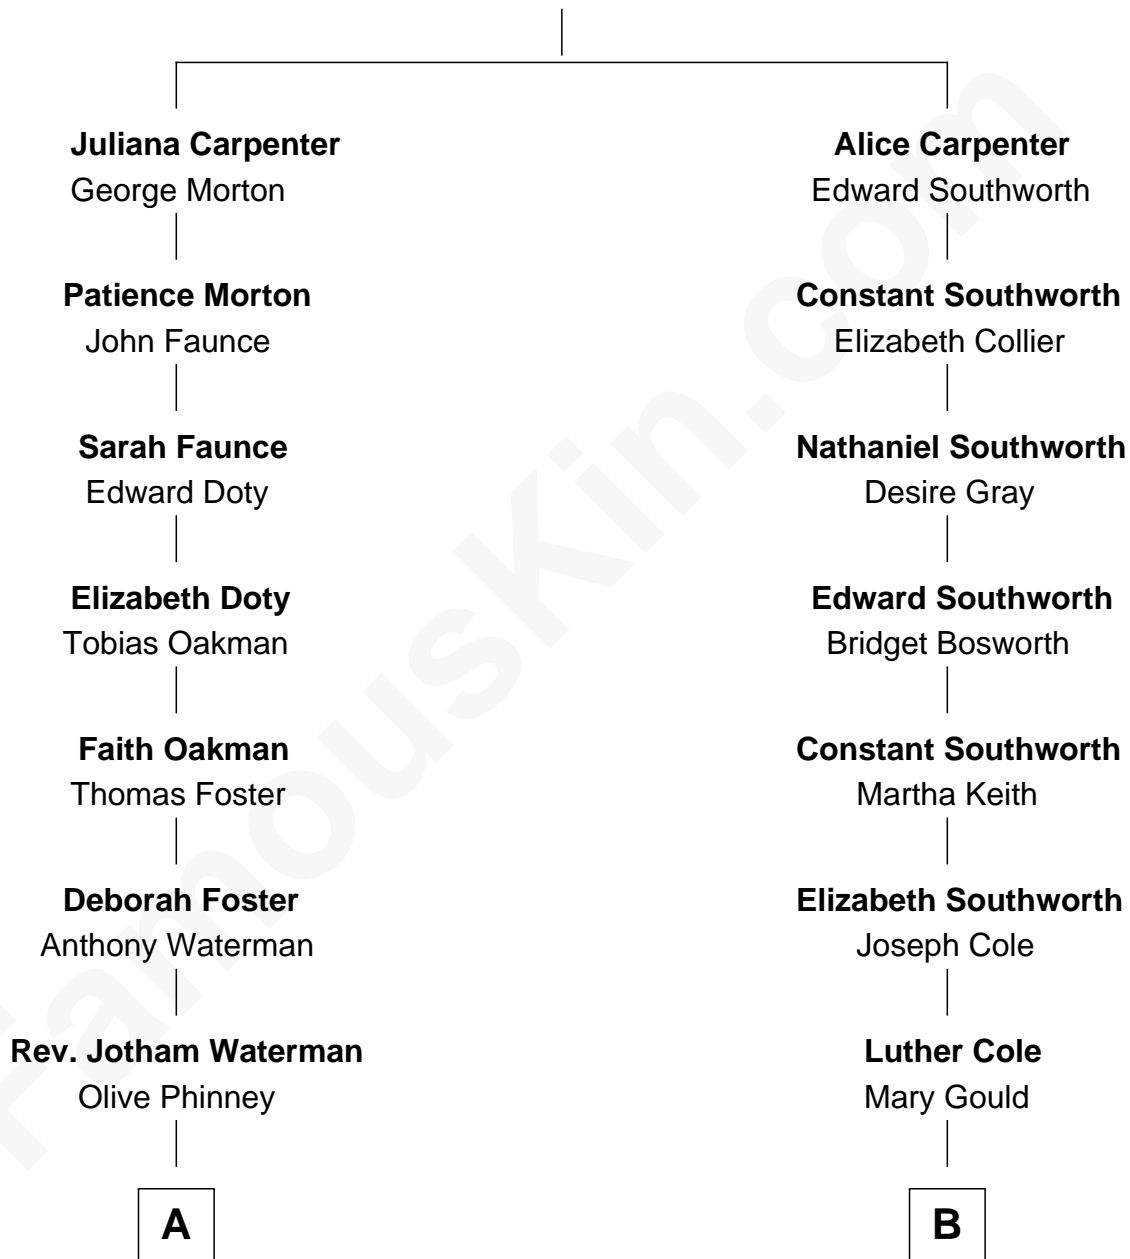 Juliana Carpenter
George Morton
Alice Carpenter
Edward Southworth
Patience Morton
John Faunce
Constant Southworth
Elizabeth Collier
Sarah Faunce
Edward Doty
Nathaniel Southworth
Desire Gray
Elizabeth Doty
Tobias Oakman
Edward Southworth
Bridget Bosworth
Faith Oakman
Thomas Foster
Constant Southworth
Martha Keith
Deborah Foster
Anthony Waterman
Elizabeth Southworth
Joseph Cole
Rev. Jotham Waterman
Olive Phinney
Luther Cole
Mary Gould
A
B
FamousKin.com